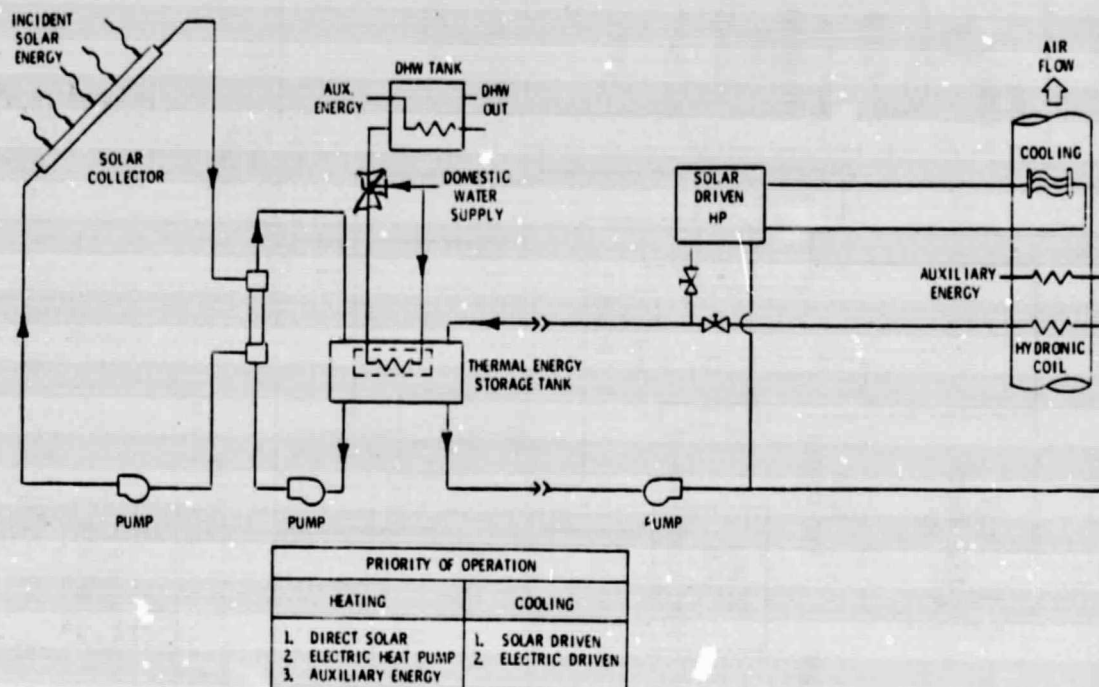 INCIDENT
SOLAR
ENERGY
SOLAR
COLLECTOR
DHW TANK
AUX.
ENERGY
DHW
OUT
DOMESTIC
WATER
SUPPLY
SOLAR
DRIVEN
HP
AIR
FLOW
COOLING
AUXILIARY
ENERGY
HYDRONIC
COIL
THERMAL ENERGY
STORAGE TANK
PUMP
PUMP
PUMP
PRIORITY OF OPERATION
HEATING
COOLING
1. DIRECT SOLAR
2. ELECTRIC HEAT PUMP
3. AUXILIARY ENERGY
1. SOLAR DRIVEN
2. ELECTRIC DRIVEN